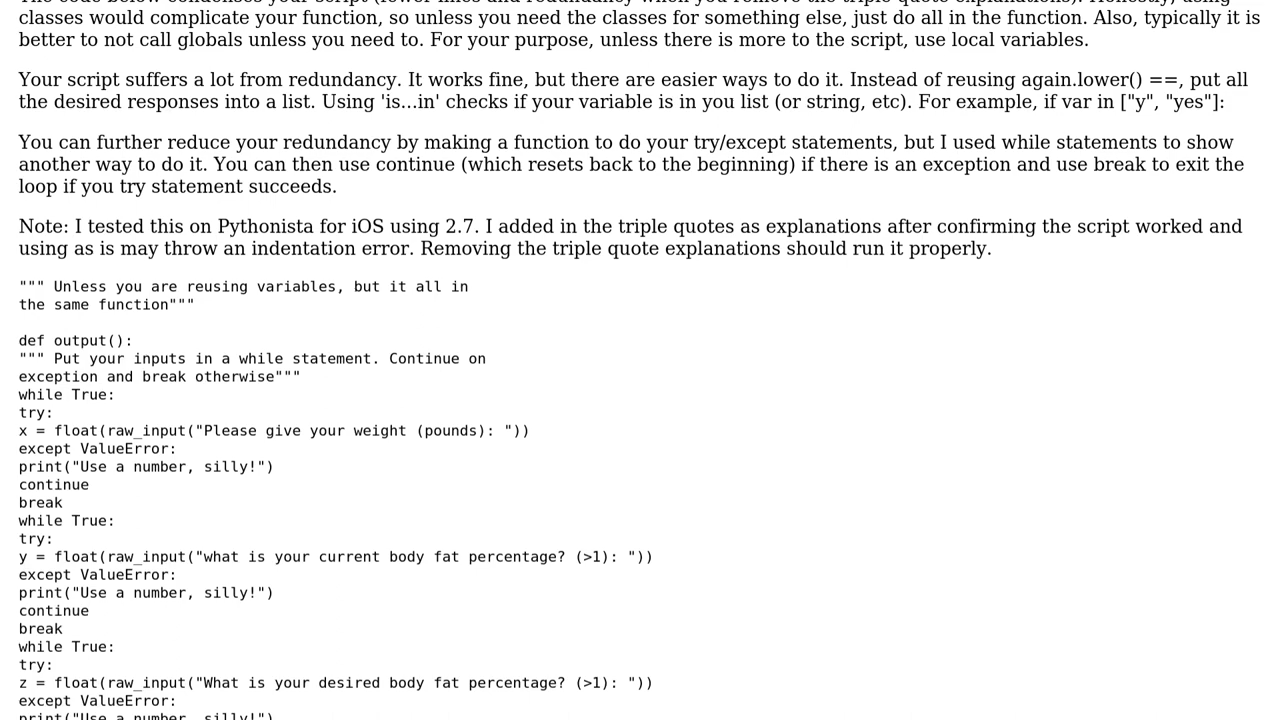 classes would complicate your function, so unless you need the classes for something else, just do all in the function. Also, typically it is
better to not call globals unless you need to. For your purpose, unless there is more to the script, use local variables.
Your script suffers a lot from redundancy. It works fine, but there are easier ways to do it. Instead of reusing again.lower() ==, put all
the desired responses into a list. Using 'is...in' checks if your variable is in you list (or string, etc). For example, if var in ["y", "yes"]:
You can further reduce your redundancy by making a function to do your try/except statements, but I used while statements to show
another way to do it. You can then use continue (which resets back to the beginning) if there is an exception and use break to exit the
loop if you try statement succeeds.
Note: I tested this on Pythonista for iOS using 2.7. I added in the triple quotes as explanations after confirming the script worked and
using as is may throw an indentation error. Removing the triple quote explanations should run it properly.
""" Unless you are reusing variables, but it all in
the same function"""
def output():
""" Put your inputs in a while statement. Continue on
exception and break otherwise"""
while True:
try:
x = float(raw_input("Please give your weight (pounds): "))
except ValueError:
print("Use a number, silly!")
continue
break
while True:
try:
y = float(raw_input("what is your current body fat percentage? (>1): "))
except ValueError:
print("Use a number, silly!")
continue
break
while True:
try:
z = float(raw_input("What is your desired body fat percentage? (>1): "))
except ValueError:
print("Use a number, silly!")